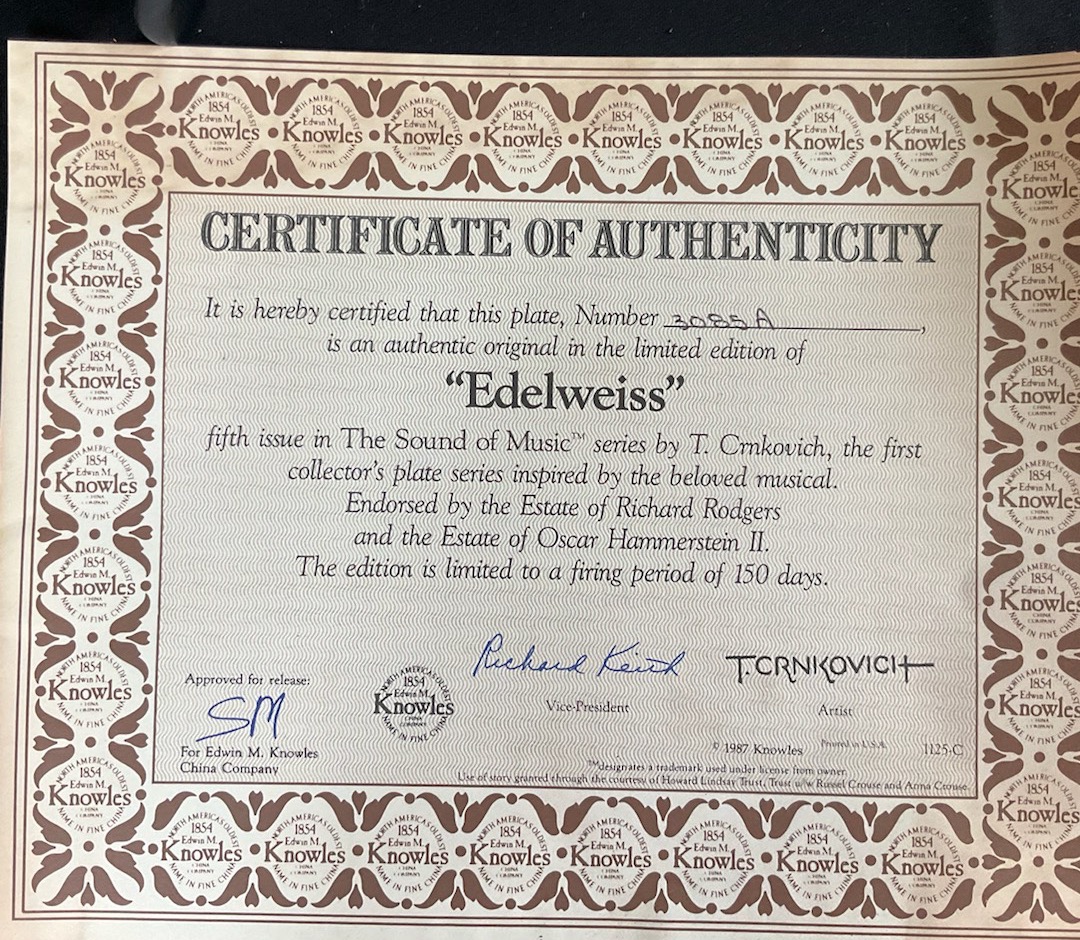 CERTIFICATE OF AUTHENTICITY
It is hereby certified that this plate, Number 3085A,
is an authentic original in the limited edition of
“Edelweiss”
fifth issue in The Sound of Music™ series by T. Crnkovich, the first
collector's plate series inspired by the beloved musical.
Endorsed by the Estate of Richard Rodgers
and the Estate of Oscar Hammerstein II.
The edition is limited to a firing period of 150 days.
Approved for release:
SM
For Edwin M. Knowles
China Company
NORTH AMERICA'S OLDEST
1854
Edwin M.
Knowles
CHINA
COMPANY
NAME IN FINE CHINA
Richard
Vice-President
T. CRNKOVICH
Artist
© 1987 Knowles Printed in U.S.A. 1125-C
™designates a trademark used under license from owner.
Use of story granted through the courtesy of Howard Lindsay Trust, Trust u/w Russel Crouse and Anna Crouse.